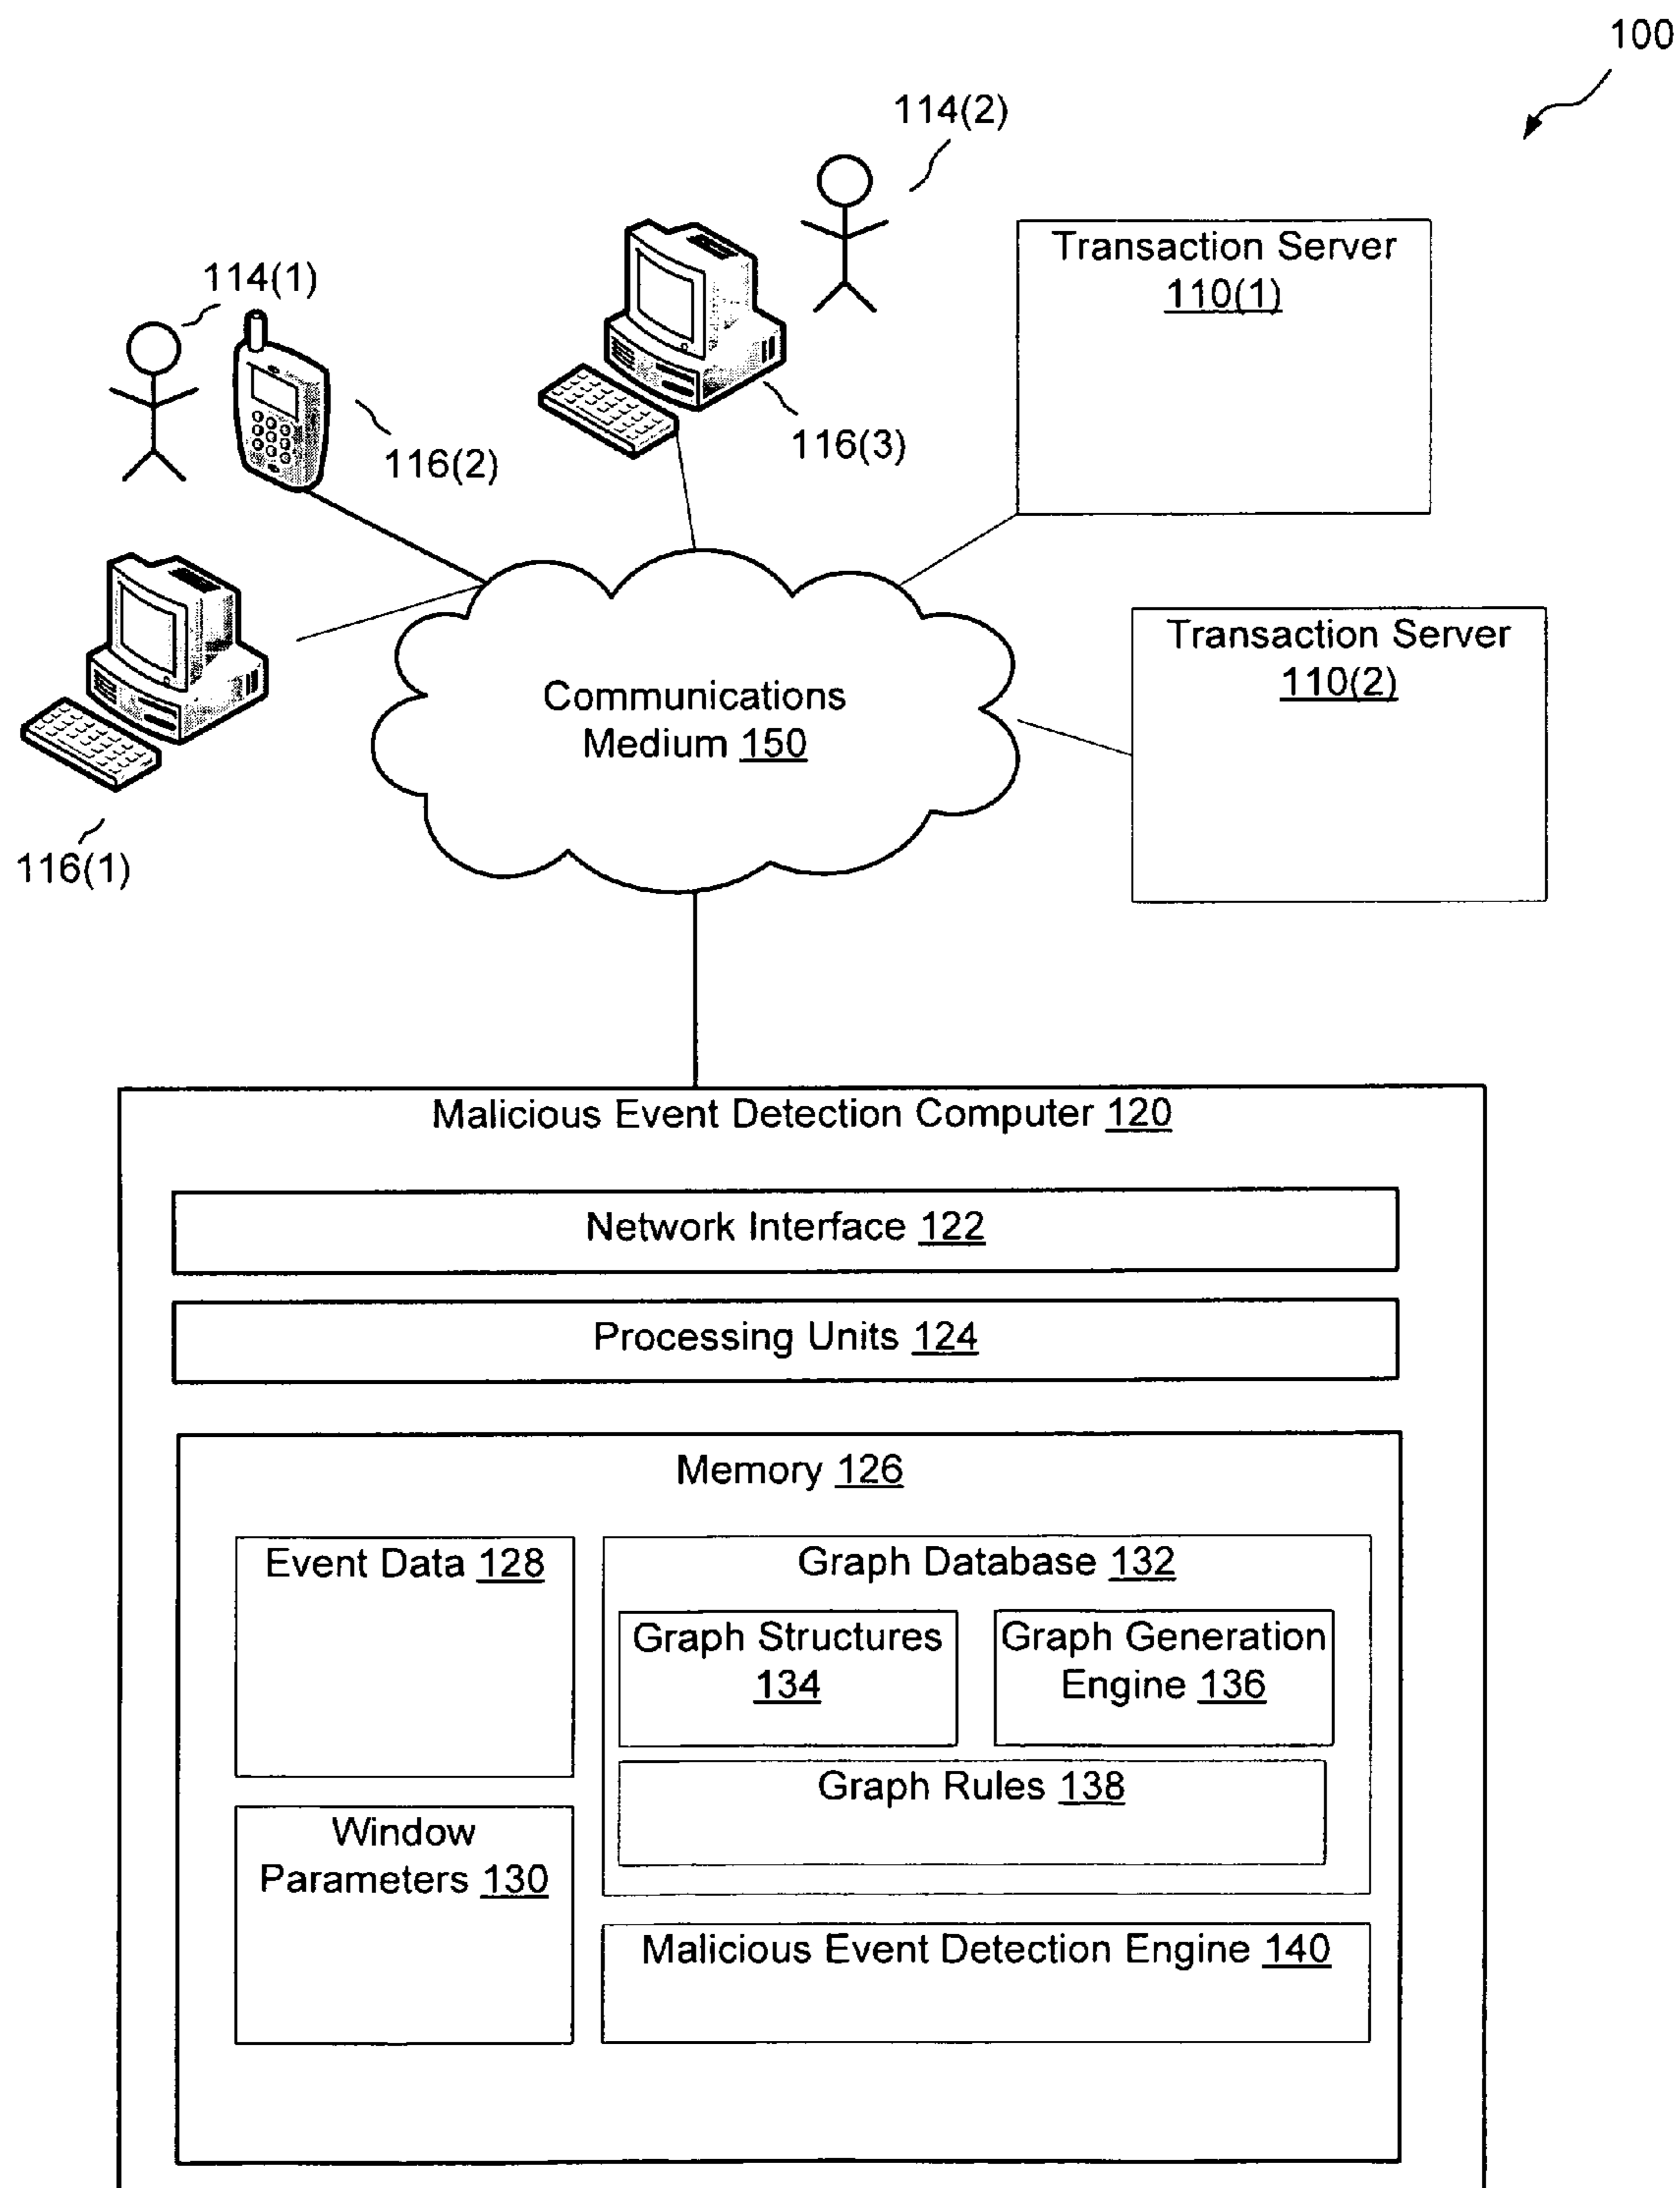 100
114(2)
Transaction Server
110(1)
114(1)
116(2)
116(3)
Transaction Server
110(2)
Communications
Medium 150
116(1)
Malicious Event Detection Computer 120
Network Interface 122
Processing Units 124
Memory 126
Event Data 128
Graph Database 132
Graph Structures
134
Graph Generation
Engine 136
Graph Rules 138
Window
Parameters 130
Malicious Event Detection Engine 140